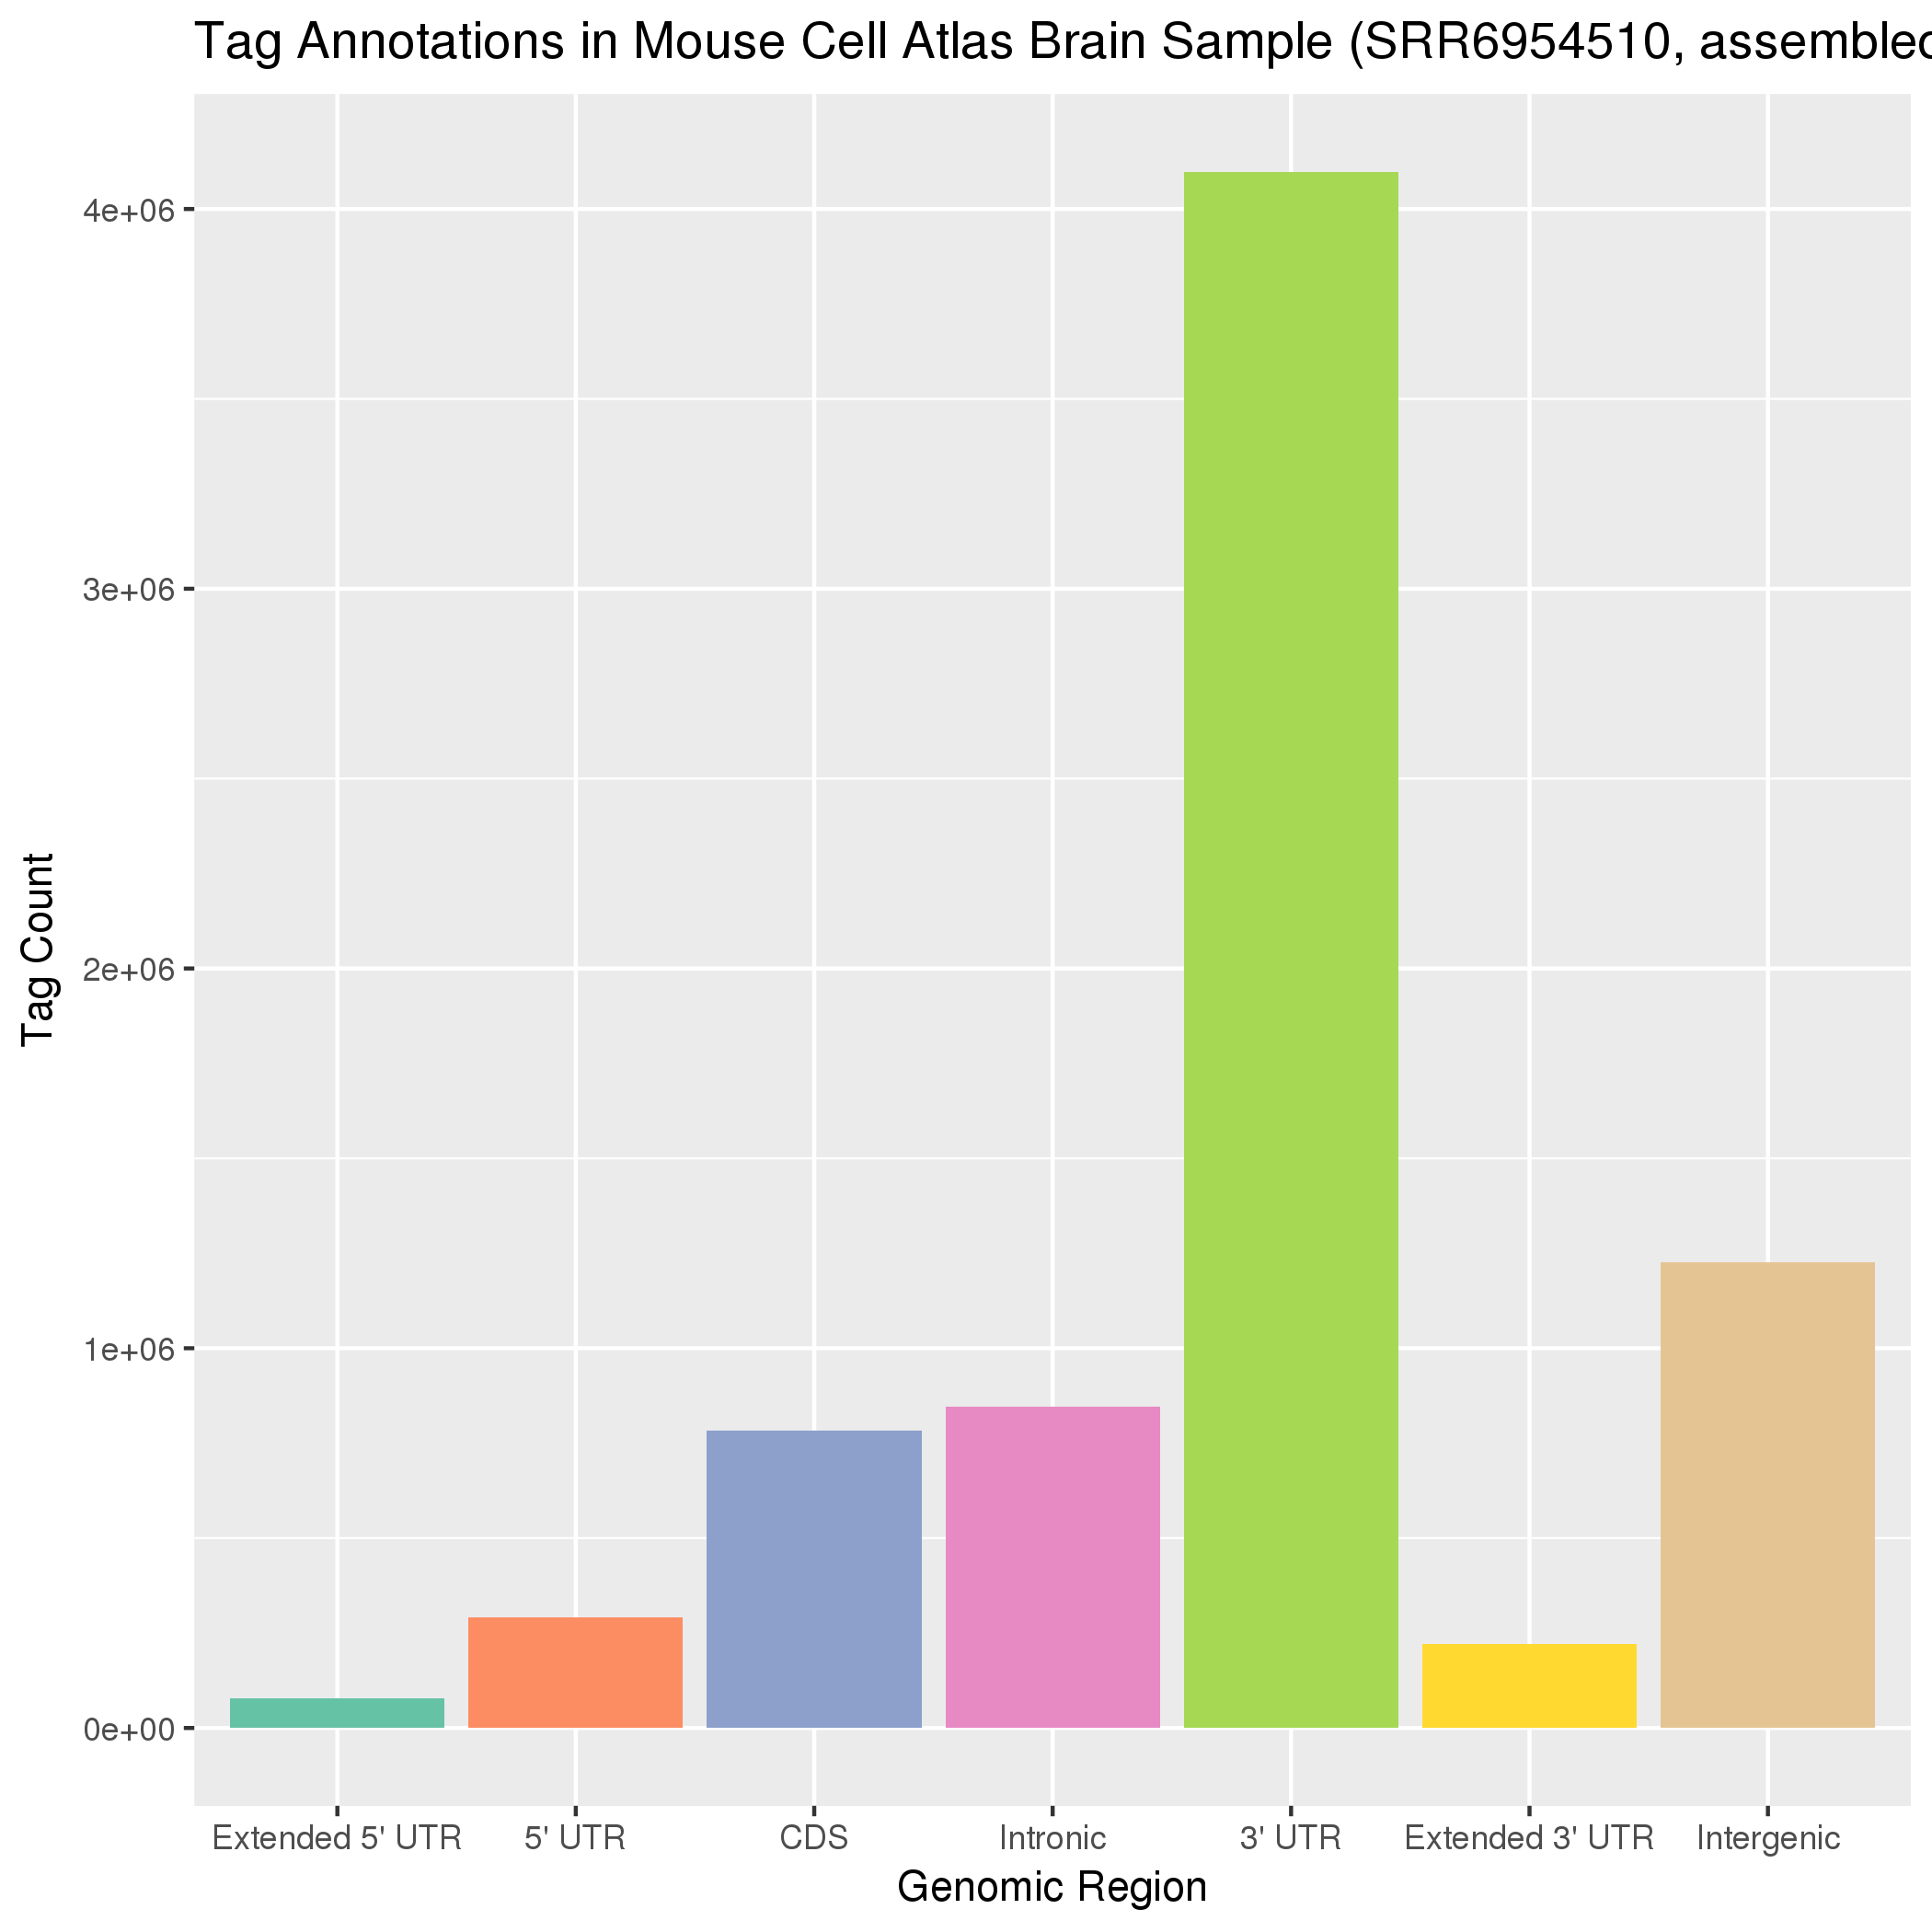 Tag Annotations in Mouse Cell Atlas Brain Sample (SRR6954510, assembled
4e+06
3e+06
2e+06
1e+06
0e+00
Tag Count
Extended 5' UTR 5' UTR CDS Intronic 3' UTR Extended 3' UTR Intergenic
Genomic Region